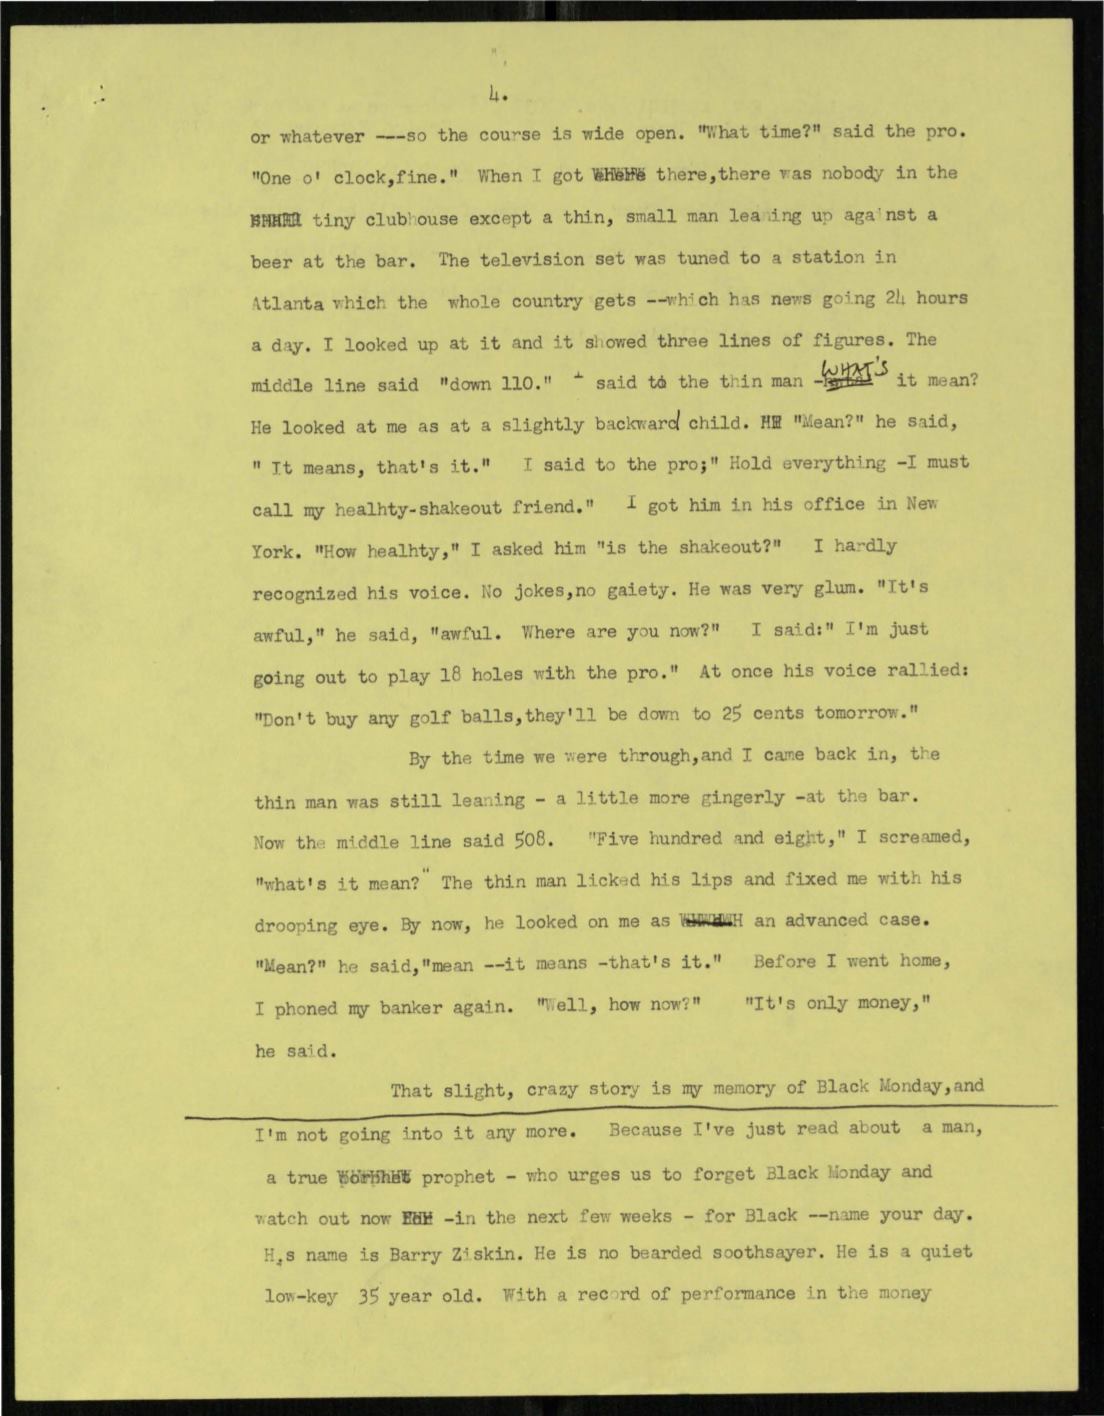 4.
or whatever ---so the course is wide open. "What time?" said the pro.
"One o' clock,fine." When I got there,there was nobody in the
tiny clubhouse except a thin, small man leaning up against a
beer at the bar. The television set was tuned to a station in
Atlanta which the whole country gets --which has news going 24 hours
a day. I looked up at it and it showed three lines of figures. The
middle line said "down 110." I said to the thin man - WHAT'S it mean?
He looked at me as at a slightly backward child. "Mean?" he said,
" It means, that's it." I said to the pro;" Hold everything -I must
call my healhty-shakeout friend." I got him in his office in New
York. "How healhty," I asked him "is the shakeout?" I hardly
recognized his voice. No jokes,no gaiety. He was very glum. "It's
awful," he said, "awful. Where are you now?" I said:" I'm just
going out to play 18 holes with the pro." At once his voice rallied:
"Don't buy any golf balls,they'll be down to 25 cents tomorrow."
By the time we were through,and I came back in, the
thin man was still leaning - a little more gingerly -at the bar.
Now the middle line said 508. "Five hundred and eight," I screamed,
"what's it mean?" The thin man licked his lips and fixed me with his
drooping eye. By now, he looked on me as an advanced case.
"Mean?" he said,"mean --it means -that's it." Before I went home,
I phoned my banker again. "Well, how now?" "It's only money,"
he said.
That slight, crazy story is my memory of Black Monday,and
I'm not going into it any more. Because I've just read about a man,
a true prophet - who urges us to forget Black Monday and
watch out now -in the next few weeks - for Black --name your day.
H,s name is Barry Ziskin. He is no bearded soothsayer. He is a quiet
low-key 35 year old. With a record of performance in the money